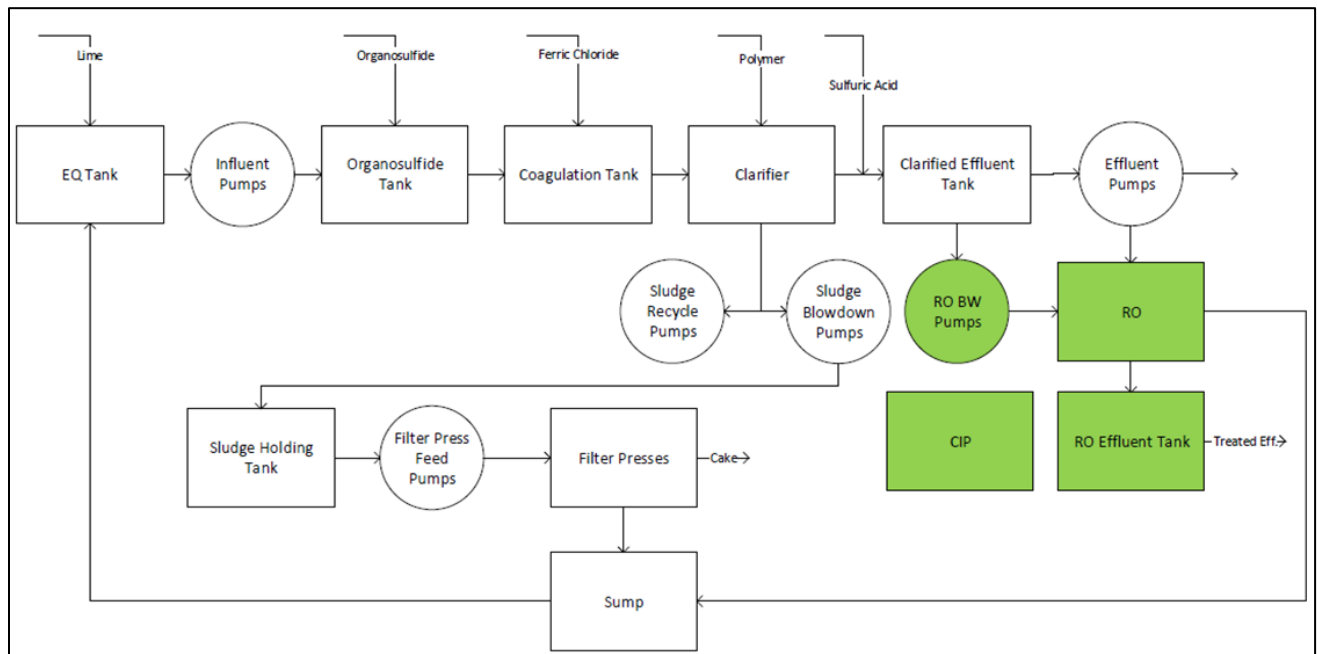 Lime
Organosulfide
Ferric Chloride
Polymer
Sulfuric Acid
EQ Tank
Influent
Pumps
Organosulfide
Tank
Coagulation Tank
Clarifier
Clarified Effluent
Tank
Effluent
Pumps
Sludge
Recycle
Pumps
Sludge
Blowdown
Pumps
RO BW
Pumps
RO
Sludge Holding
Tank
Filter Press
Feed
Pumps
Filter Presses
Cake
CIP
RO Effluent Tank
Treated Eff.
Sump